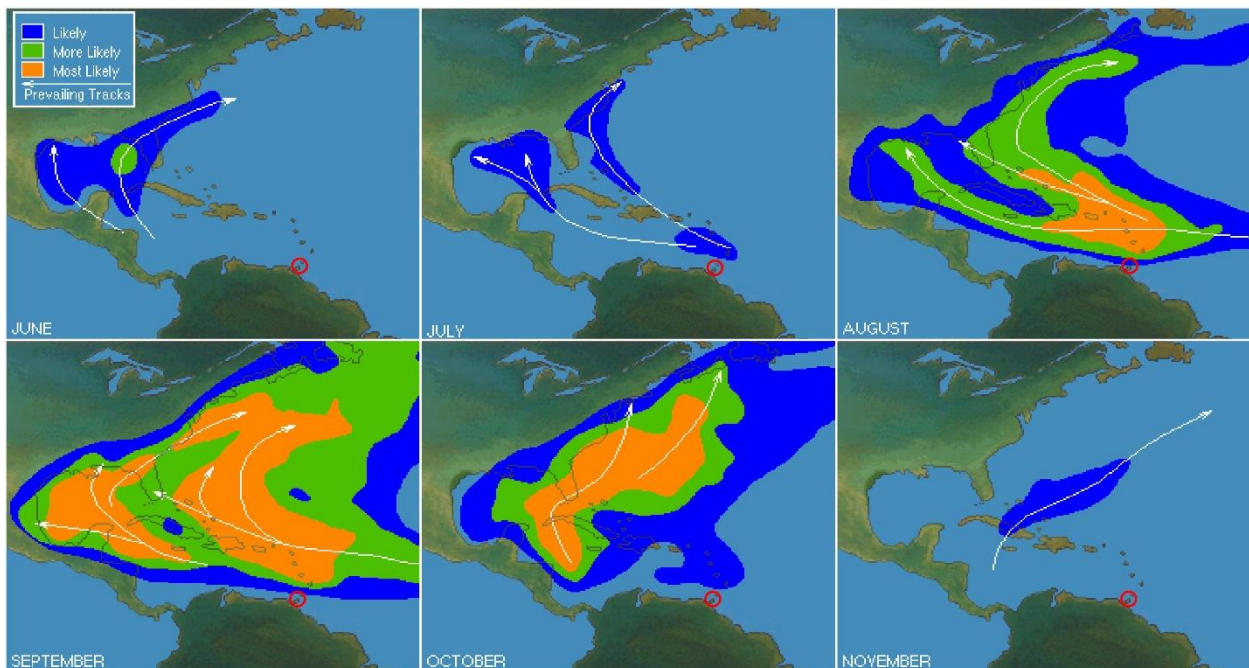 Likely
More Likely
Most Likely
Prevailing Tracks
JUNE
JULY
AUGUST
SEPTEMBER
OCTOBER
NOVEMBER